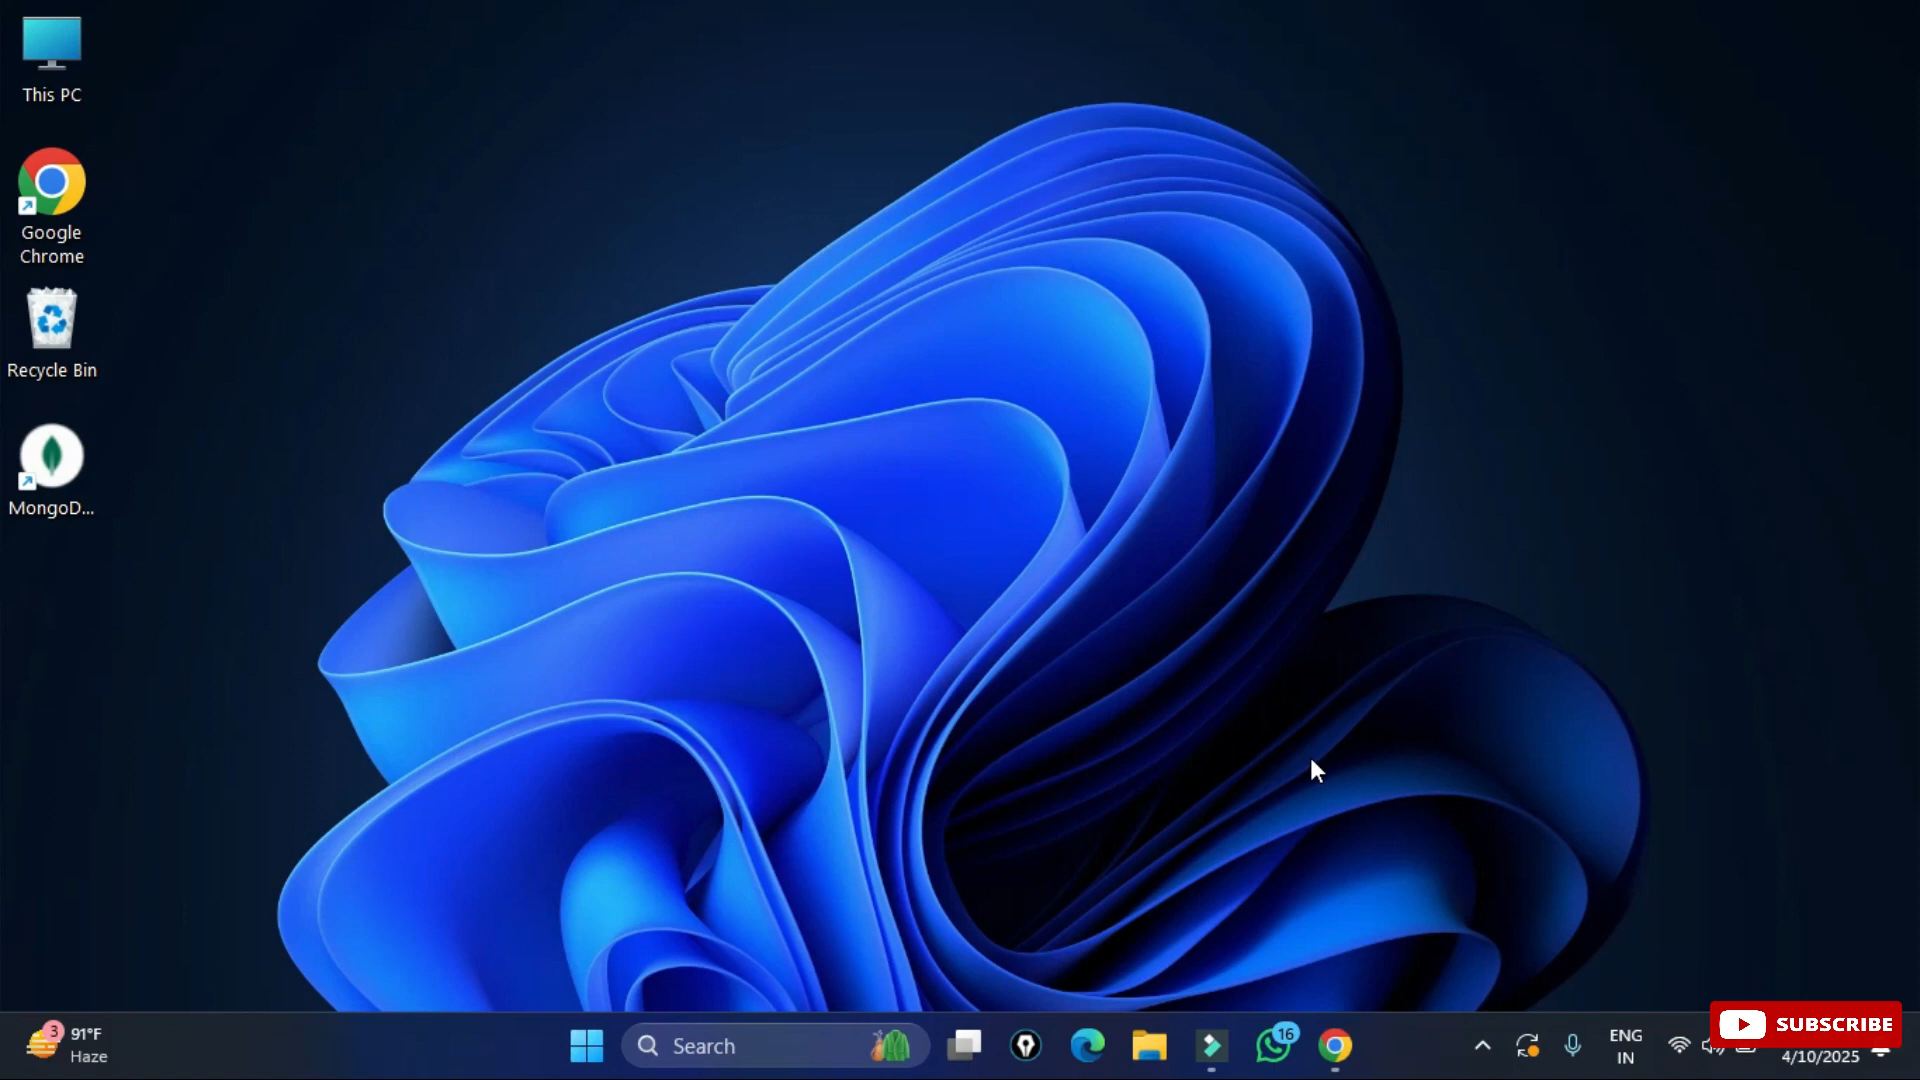 This PC
Google
Chrome
Recycle Bin
MongoD...
3
91°F
Haze
Search
16
ENG
IN
4/10/2025
SUBSCRIBE